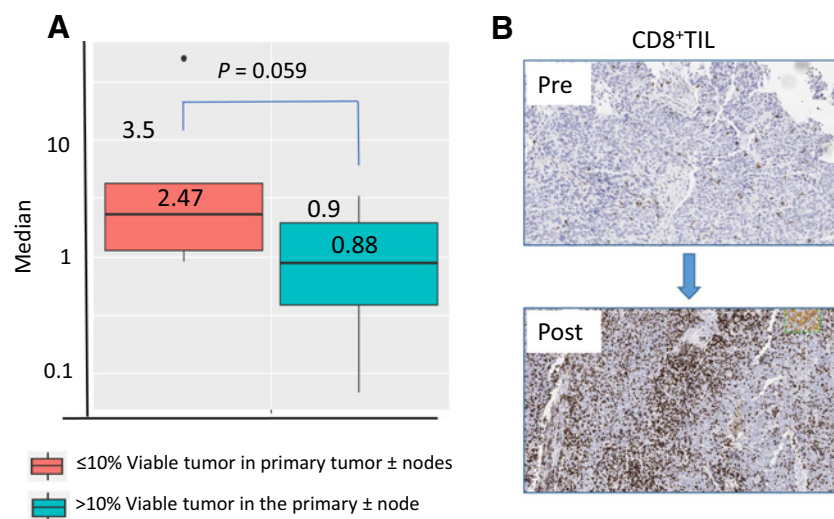 A
P = 0.059
3.5
10
2.47
0.9
0.88
1
0.1
Median
≤10% Viable tumor in primary tumor ± nodes
>10% Viable tumor in the primary ± node
B
CD8⁺TIL
Pre
Post